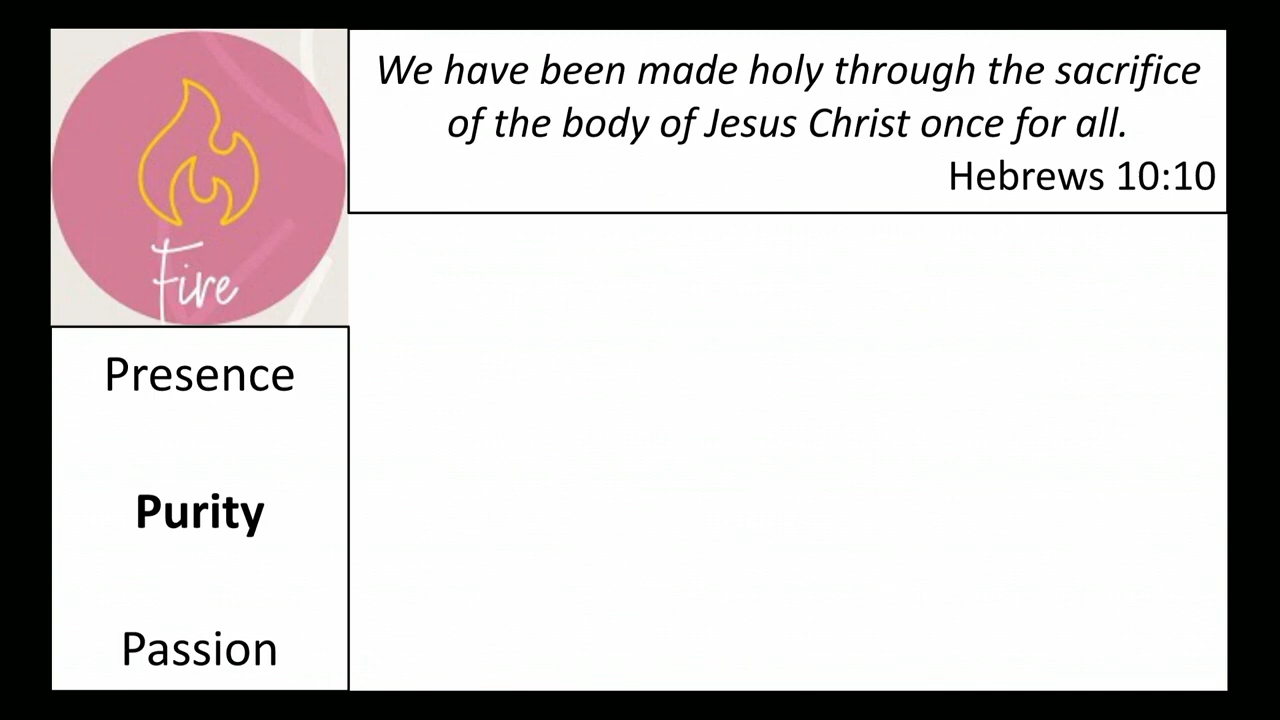 We have been made holy through the sacrifice
of the body of Jesus Christ once for all.
Hebrews 10:10
Fire
Presence
Purity
Passion